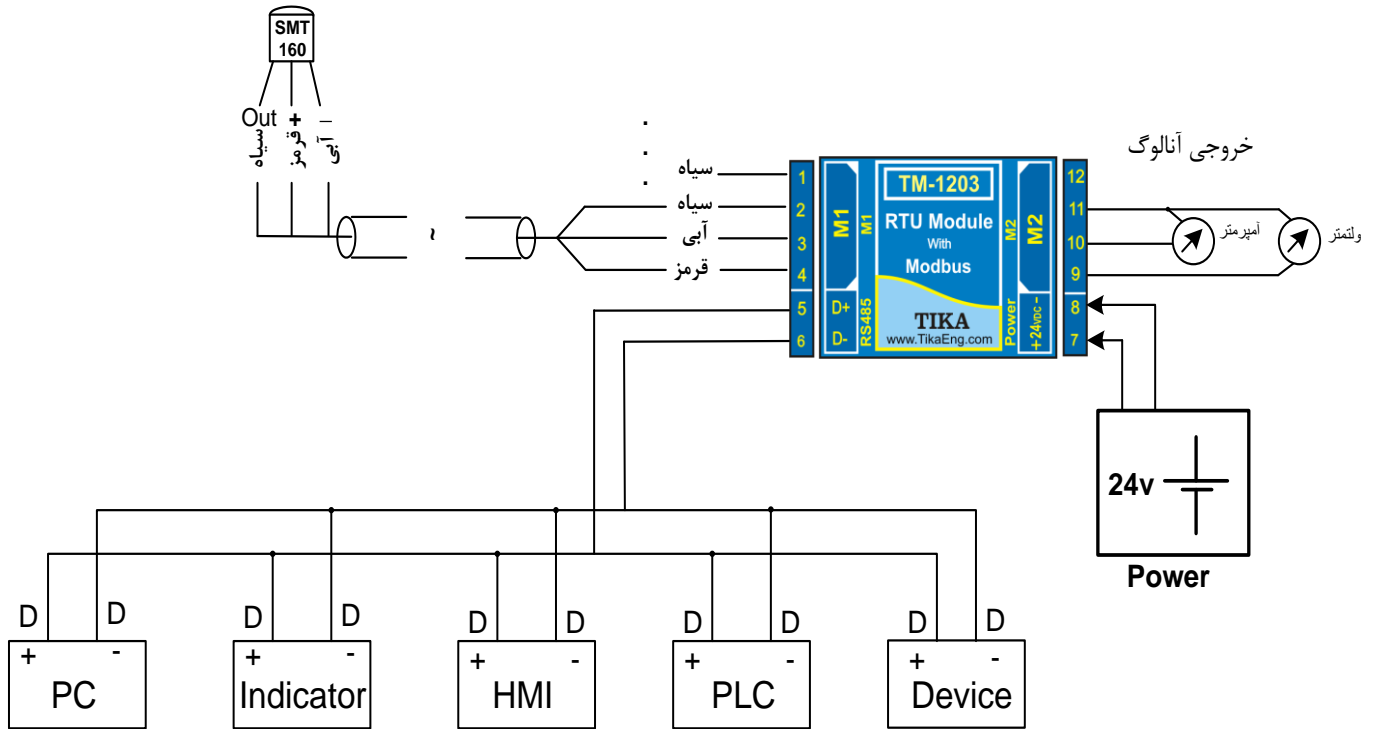 SMT
160
Out + –
سیاه
قرمز
آبی
~
سیاه
سیاه
آبی
قرمز
1
2
3
4
5
6
M1
M1
D+
D-
RS485
TM-1203
RTU Module
With
Modbus
TIKA
www.TikaEng.com
M2
M2
Power
+24VDC-
12
11
10
9
8
7
خروجی آنالوگ
آمپرمتر
ولتمتر
24v
Power
D D
+ -
PC
D D
+ -
Indicator
D D
+ -
HMI
D D
+ -
PLC
D D
+ -
Device